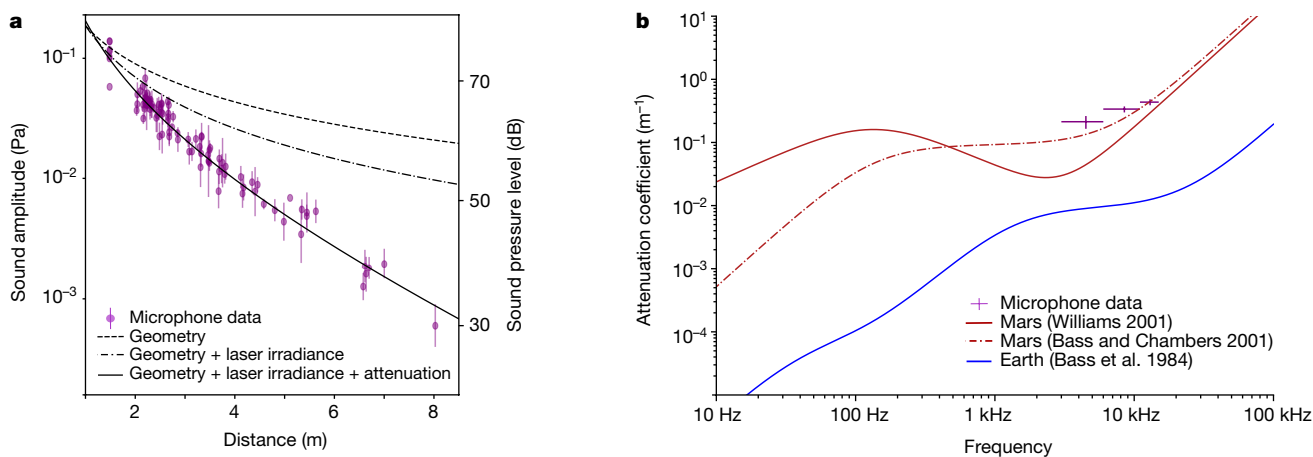 a
Sound amplitude (Pa)
10⁻¹
10⁻²
10⁻³
70
50
30
Sound pressure level (dB)
Microphone data
Geometry
Geometry + laser irradiance
Geometry + laser irradiance + attenuation
2
4
6
8
Distance (m)
b
Attenuation coefficient (m⁻¹)
10¹
10⁰
10⁻¹
10⁻²
10⁻³
10⁻⁴
Microphone data
Mars (Williams 2001)
Mars (Bass and Chambers 2001)
Earth (Bass et al. 1984)
10 Hz
100 Hz
1 kHz
10 kHz
100 kHz
Frequency